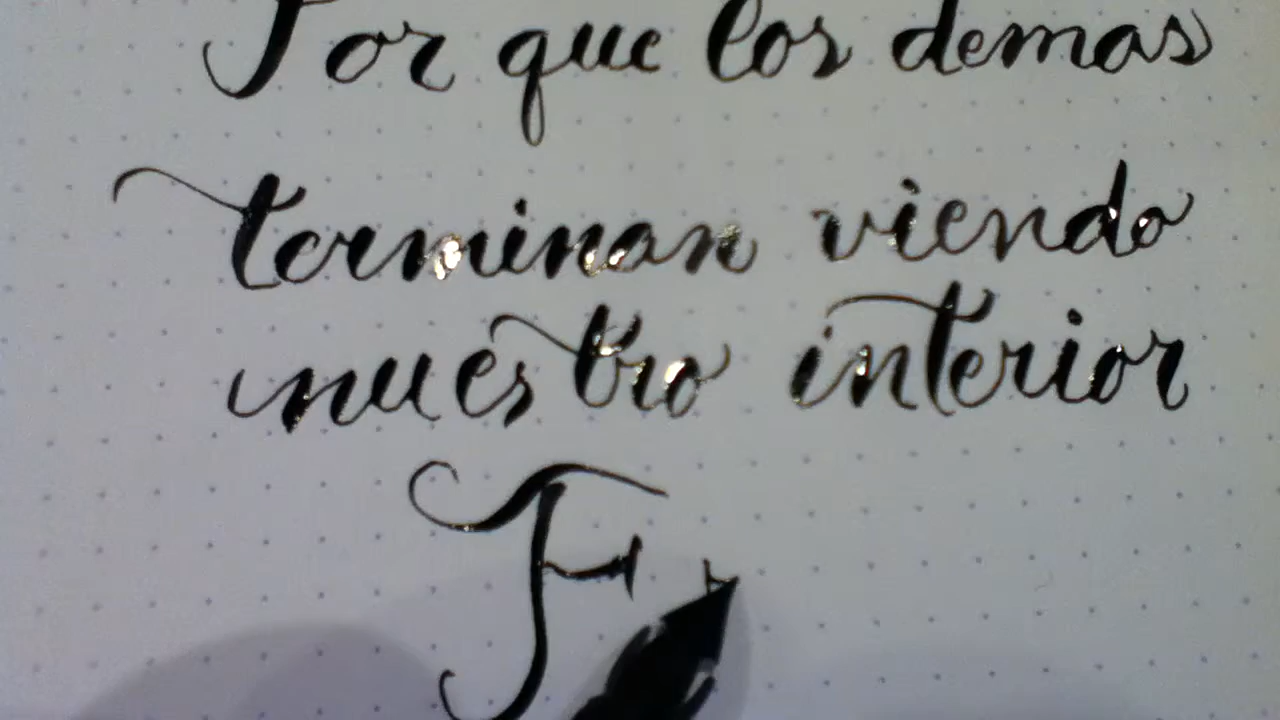 Por que los demas
terminan viendo
nuestro interior
F